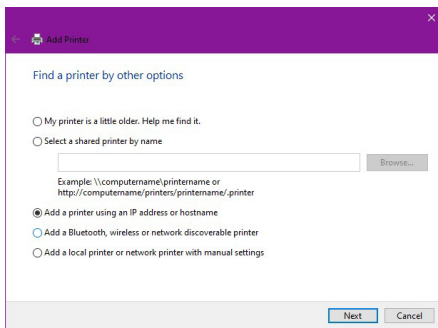 Add Printer
Find a printer by other options
My printer is a little older. Help me find it.
Select a shared printer by name
Browse...
Example: \\computername\printername or
http://computername/printers/printername/.printer
Add a printer using an IP address or hostname
Add a Bluetooth, wireless or network discoverable printer
Add a local printer or network printer with manual settings
Next
Cancel